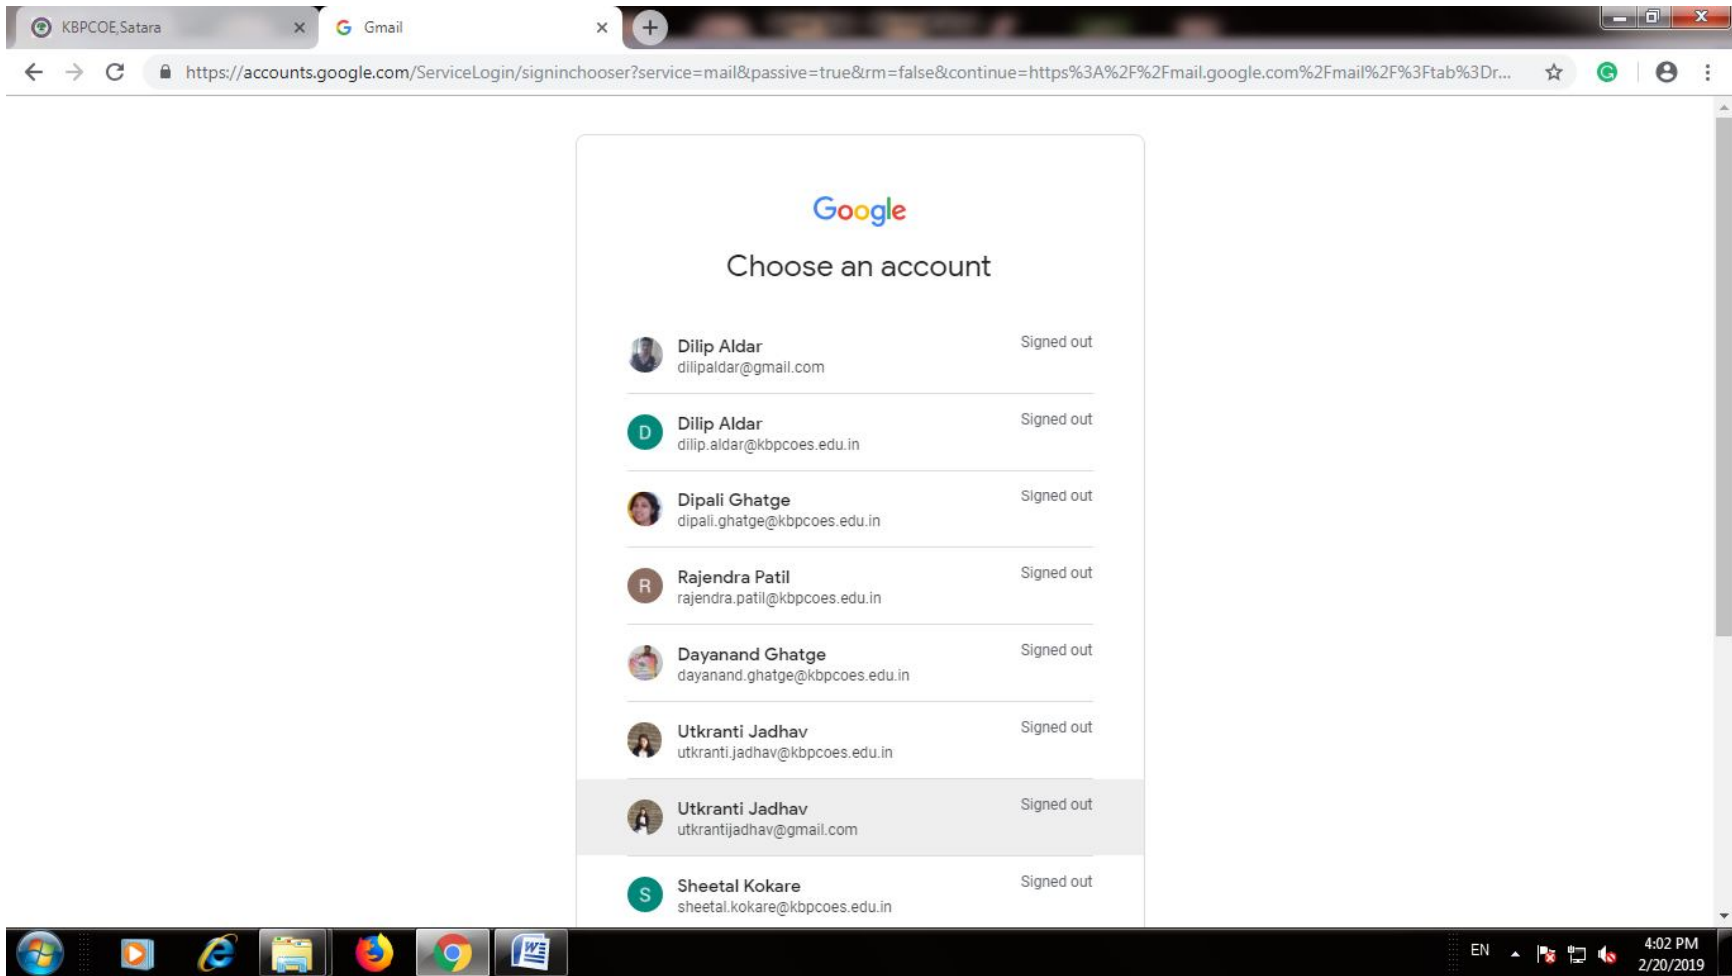 KBPCOE,Satara
Gmail
https://accounts.google.com/ServiceLogin/signinchooser?service=mail&passive=true&rm=false&continue=https%3A%2F%2Fmail.google.com%2Fmail%2F%3Ftab%3Dr...
Google
Choose an account
Dilip Aldar Signed out
dilipaldar@gmail.com
D
Dilip Aldar Signed out
dilip.aldar@kbpcoes.edu.in
Dipali Ghatge Signed out
dipali.ghatge@kbpcoes.edu.in
R
Rajendra Patil Signed out
rajendra.patil@kbpcoes.edu.in
Dayanand Ghatge Signed out
dayanand.ghatge@kbpcoes.edu.in
Utkranti Jadhav Signed out
utkranti.jadhav@kbpcoes.edu.in
Utkranti Jadhav Signed out
utkrantijadhav@gmail.com
S
Sheetal Kokare Signed out
sheetal.kokare@kbpcoes.edu.in
EN
4:02 PM
2/20/2019